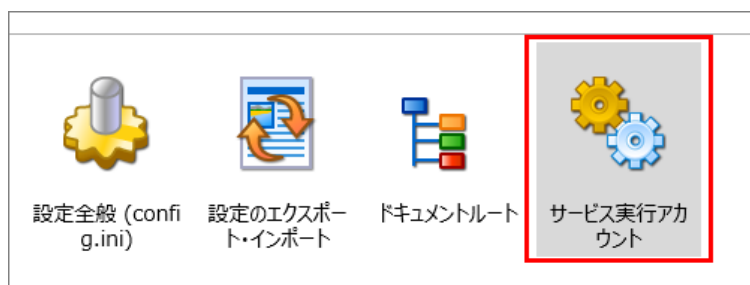 設定全般 (confi
g.ini)
設定のエクスポー
ト・インポート
ドキュメントルート
サービス実行アカ
ウント